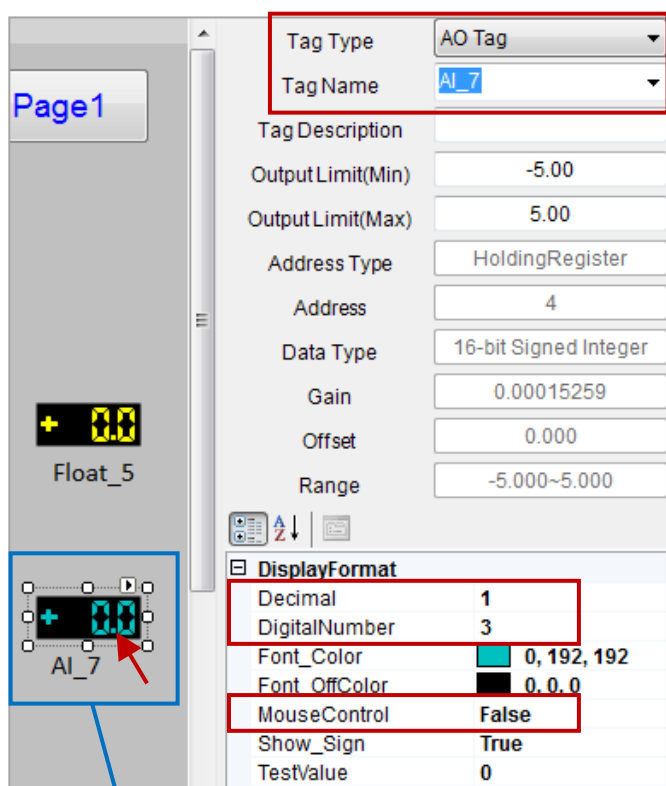 Page1
+ 0.0
Float_5
+ 0.0
AI_7
Tag Type AO Tag
Tag Name AI_7
Tag Description
Output Limit(Min) -5.00
Output Limit(Max) 5.00
Address Type HoldingRegister
Address 4
Data Type 16-bit Signed Integer
Gain 0.00015259
Offset 0.000
Range -5.000~5.000
A
Z
DisplayFormat
Decimal 1
DigitalNumber 3
Font_Color 0, 192, 192
Font_OffColor 0, 0, 0
MouseControl False
Show_Sign True
TestValue 0